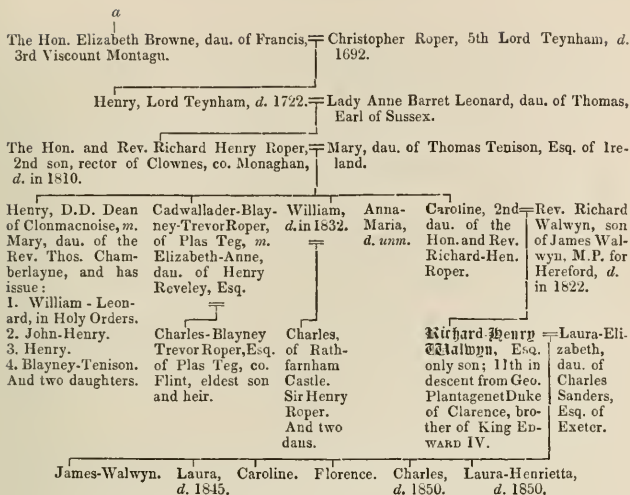 a
The Hon. Elizabeth Browne, dau. of Francis, = Christopher Roper, 5th Lord Teynham, d.
3rd Viscount Montagu.
1692.
Henry, Lord Teynham, d. 1722. = Lady Anne Barret Leonard, dau. of Thomas,
Earl of Sussex.
The Hon. and Rev. Richard Henry Roper, = Mary, dau. of Thomas Tenison, Esq. of Ire-
2nd son, rector of Clownes, co. Monaghan,
land.
d. in 1810.
Henry, D.D. Dean
of Clonmacnoise, m.
Mary, dau. of the
Rev. Thos. Cham-
berlayne, and has
issue :
1. William - Leon-
ard, in Holy Orders.
2. John-Henry.
3. Henry.
4. Blayney-Tenison.
And two daughters.
Cadwallader-Blay-
ney-TrevorRoper,
of Plas Teg, m.
Elizabeth-Anne,
dau. of Henry
Reveley, Esq.
=
Charles-Blayney
Trevor Roper, Esq.
of Plas Teg, co.
Flint, eldest son
and heir.
William,
d. in 1832.
=
Charles,
of Rath-
farnham
Castle.
Sir Henry
Roper.
And two
daus.
Anna-
Maria,
d. unm.
Caroline, 2nd =
dau. of the
Hon. and Rev.
Richard-Hen.
Roper.
Rev. Richard
Walwyn, son
of James Wal-
wyn, M.P. for
Hereford, d.
in 1822.
Richard Henry =
Walwyn, Esq.
only son; 11th in
descent from Geo.
Plantagenet Duke
of Clarence, bro-
ther of King ED-
WARD IV.
Laura-Eli-
zabeth,
dau. of
Charles
Sanders,
Esq. of
Exeter.
James-Walwyn. Laura, Caroline. Florence. Charles, Laura-Henrietta,
d. 1845. d. 1850. d. 1850.